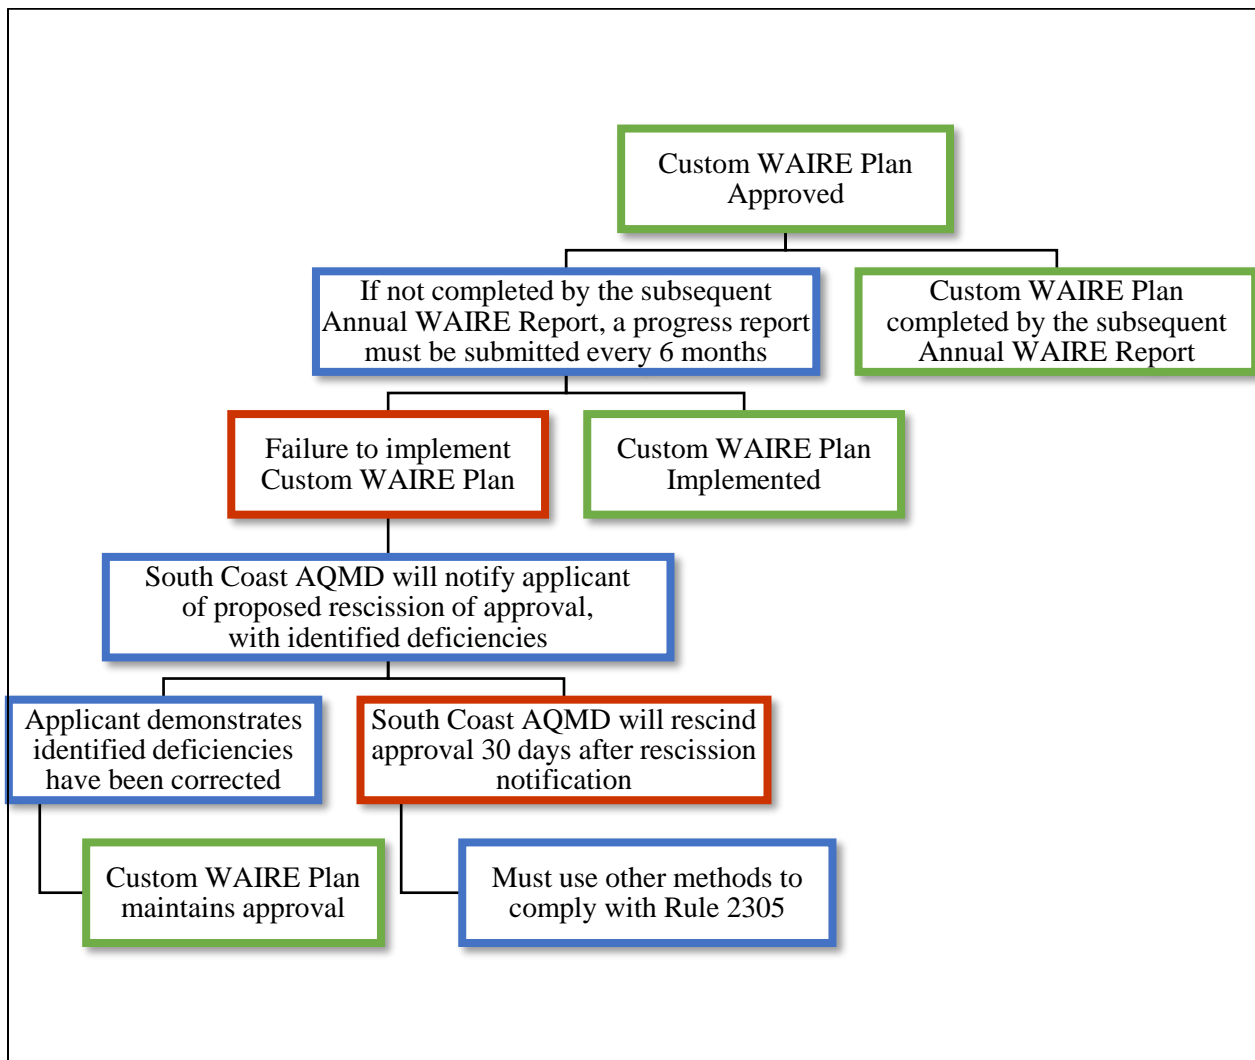 Custom WAIRE Plan
Approved
If not completed by the subsequent
Annual WAIRE Report, a progress report
must be submitted every 6 months
Custom WAIRE Plan
completed by the subsequent
Annual WAIRE Report
Failure to implement
Custom WAIRE Plan
Custom WAIRE Plan
Implemented
South Coast AQMD will notify applicant
of proposed rescission of approval,
with identified deficiencies
Applicant demonstrates
identified deficiencies
have been corrected
South Coast AQMD will rescind
approval 30 days after rescission
notification
Custom WAIRE Plan
maintains approval
Must use other methods to
comply with Rule 2305